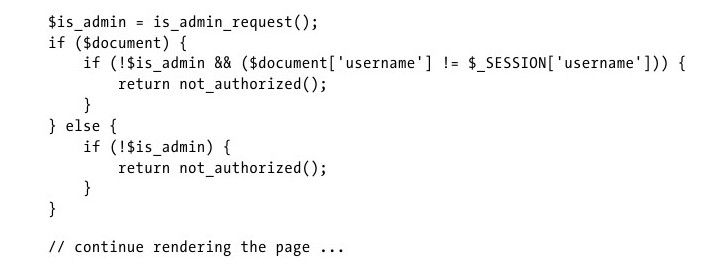 $is_admin = is_admin_request();
if ($document) {
    if (!$is_admin && ($document['username'] != $_SESSION['username'])) {
        return not_authorized();
    }
} else {
    if (!$is_admin) {
        return not_authorized();
    }
}
// continue rendering the page ...